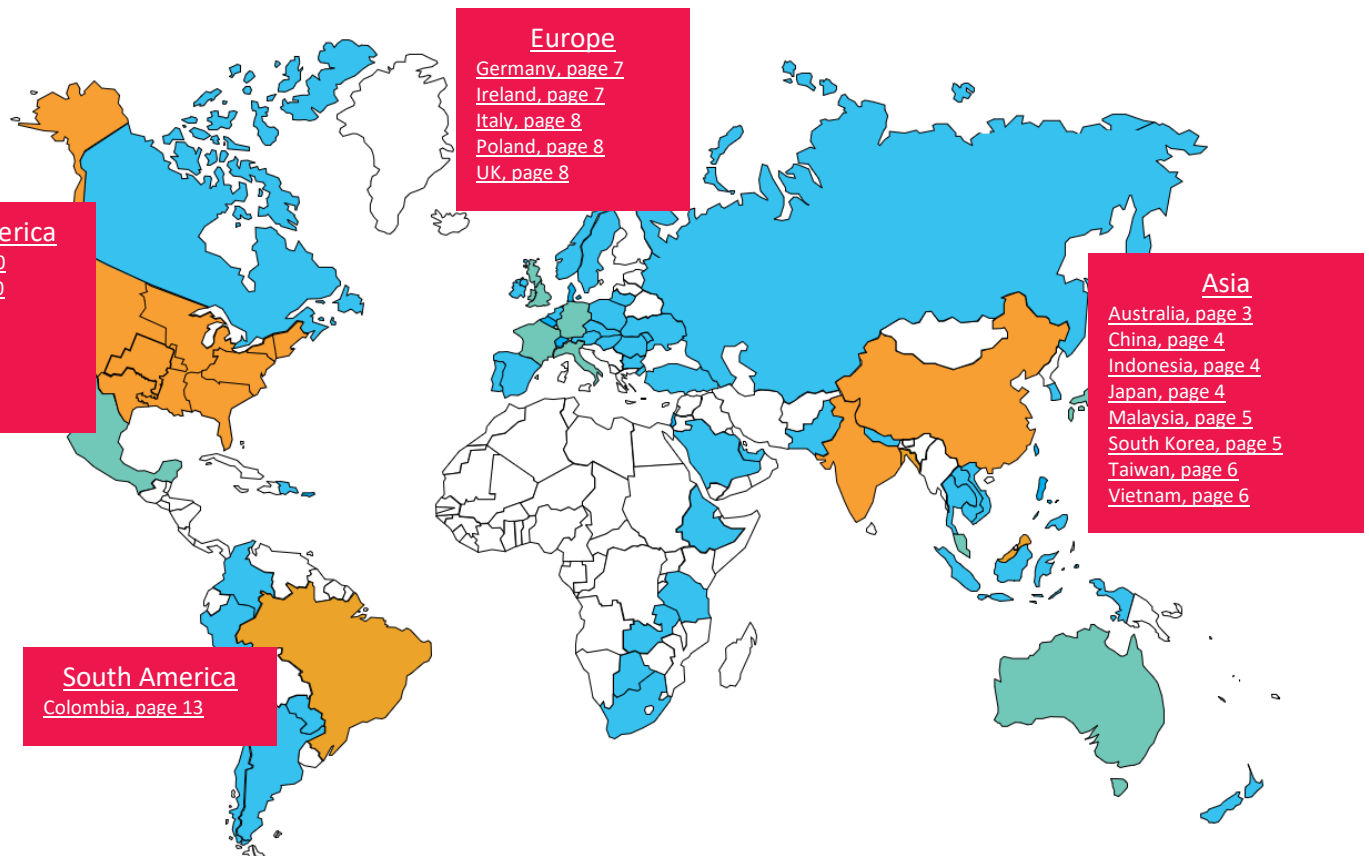 Europe
Germany, page 7
Ireland, page 7
Italy, page 8
Poland, page 8
UK, page 8
Asia
Australia, page 3
China, page 4
Indonesia, page 4
Japan, page 4
Malaysia, page 5
South Korea, page 5
Taiwan, page 6
Vietnam, page 6
South America
Colombia, page 13